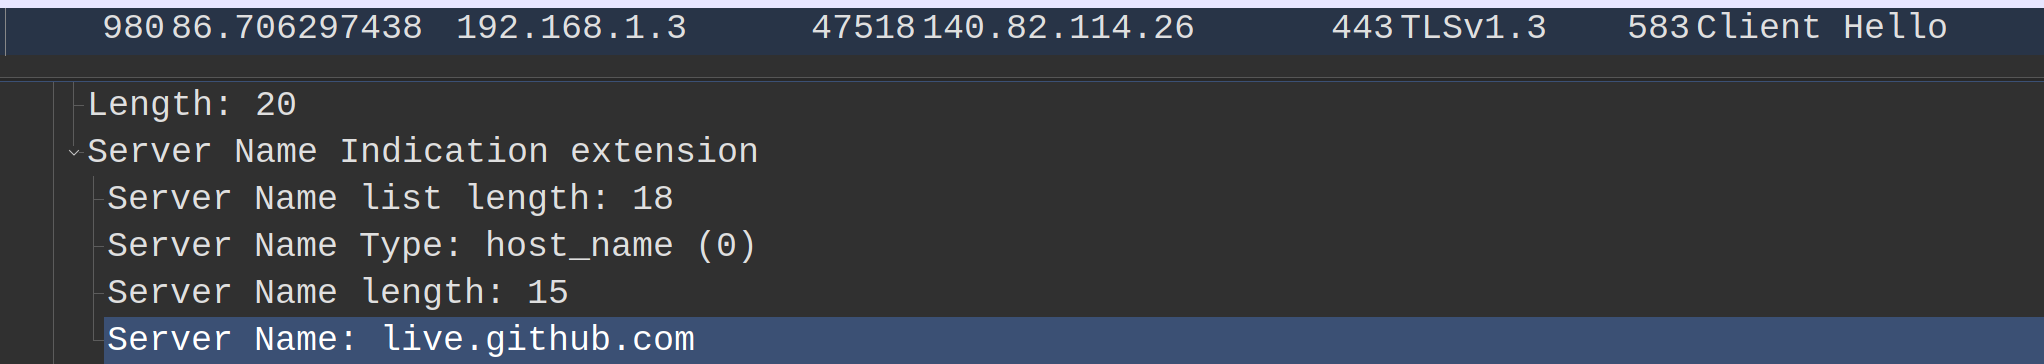 980 86.706297438 192.168.1.3 47518 140.82.114.26 443 TLSv1.3 583 Client Hello
Length: 20
Server Name Indication extension
Server Name list length: 18
Server Name Type: host_name (0)
Server Name length: 15
Server Name: live.github.com